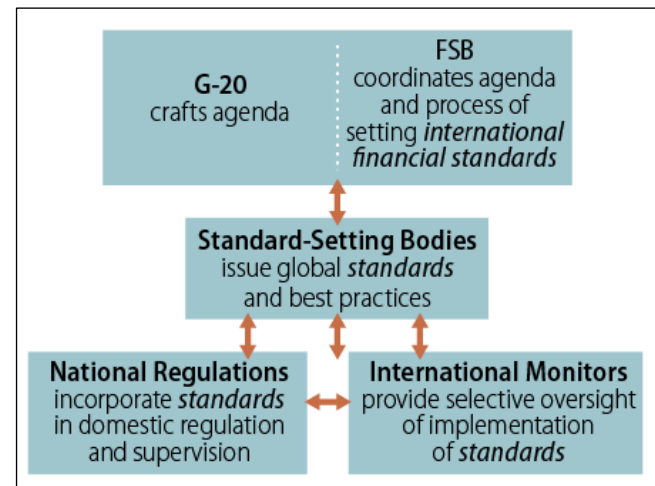 G-20
crafts agenda
FSB
coordinates agenda
and process of
setting international
financial standards
Standard-Setting Bodies
issue global standards
and best practices
National Regulations
incorporate standards
in domestic regulation
and supervision
International Monitors
provide selective oversight
of implementation
of standards